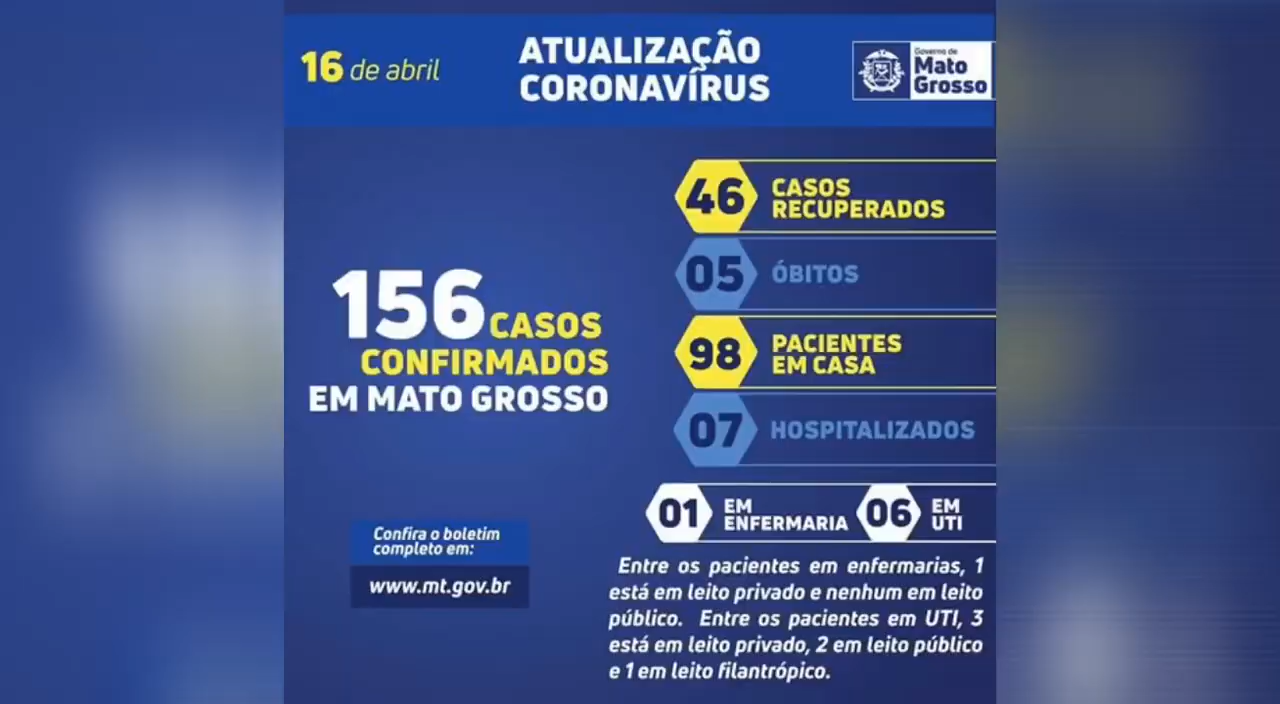 16 de abril
ATUALIZAÇÃO
CORONAVÍRUS
Governo de
Mato
Grosso
156 CASOS
CONFIRMADOS
EM MATO GROSSO
46 CASOS
RECUPERADOS
05 ÓBITOS
98 PACIENTES
EM CASA
07 HOSPITALIZADOS
01 EM
ENFERMARIA
06 EM
UTI
Confira o boletim
completo em:
www.mt.gov.br
Entre os pacientes em enfermarias, 1
está em leito privado e nenhum em leito
público. Entre os pacientes em UTI, 3
está em leito privado, 2 em leito público
e 1 em leito filantrópico.